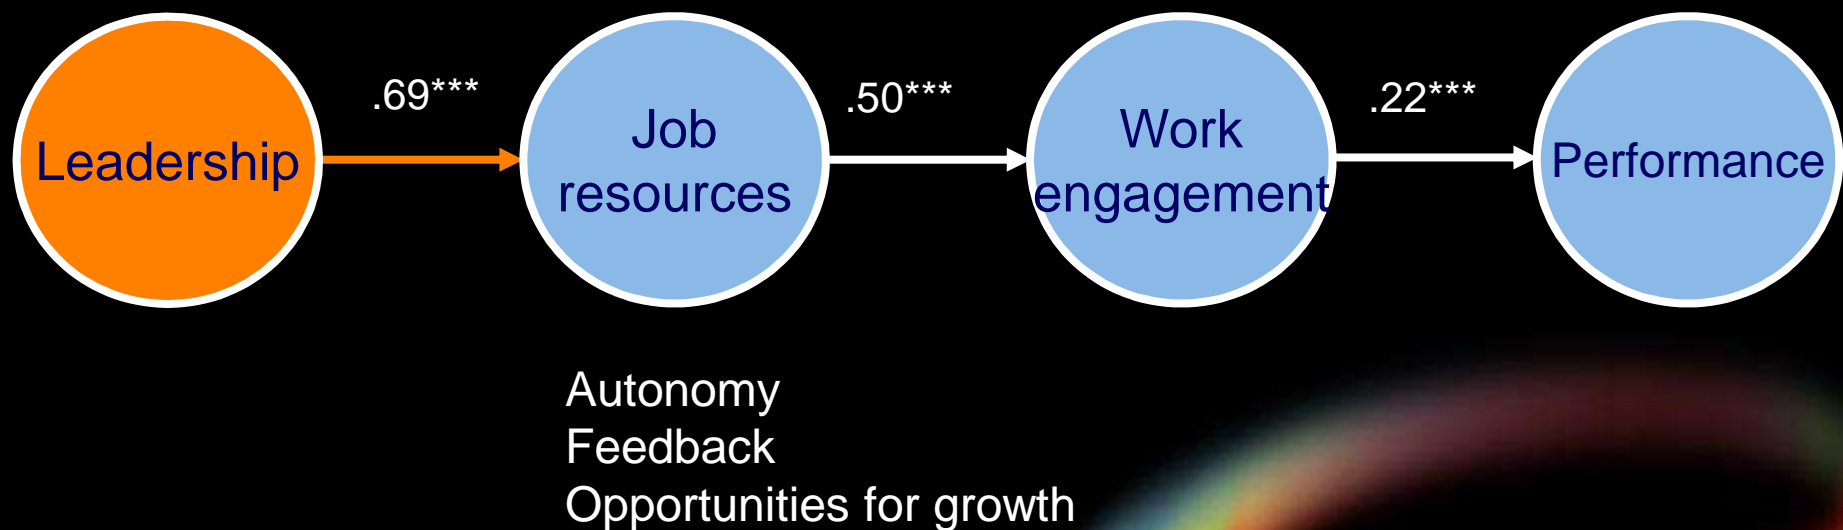 .69***
.50***
.22***
Leadership
Job
resources
Work
engagement
Performance
Autonomy
Feedback
Opportunities for growth